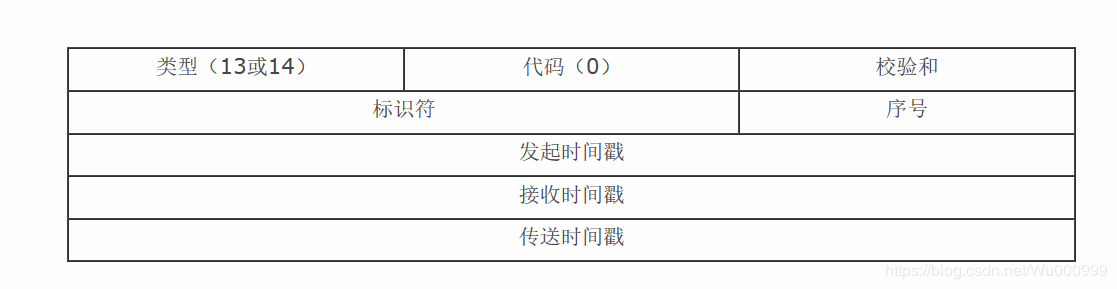 类型（13或14） 代码（0） 校验和
标识符 序号
发起时间戳
接收时间戳
传送时间戳
https://blog.csdn.net/Wu000999